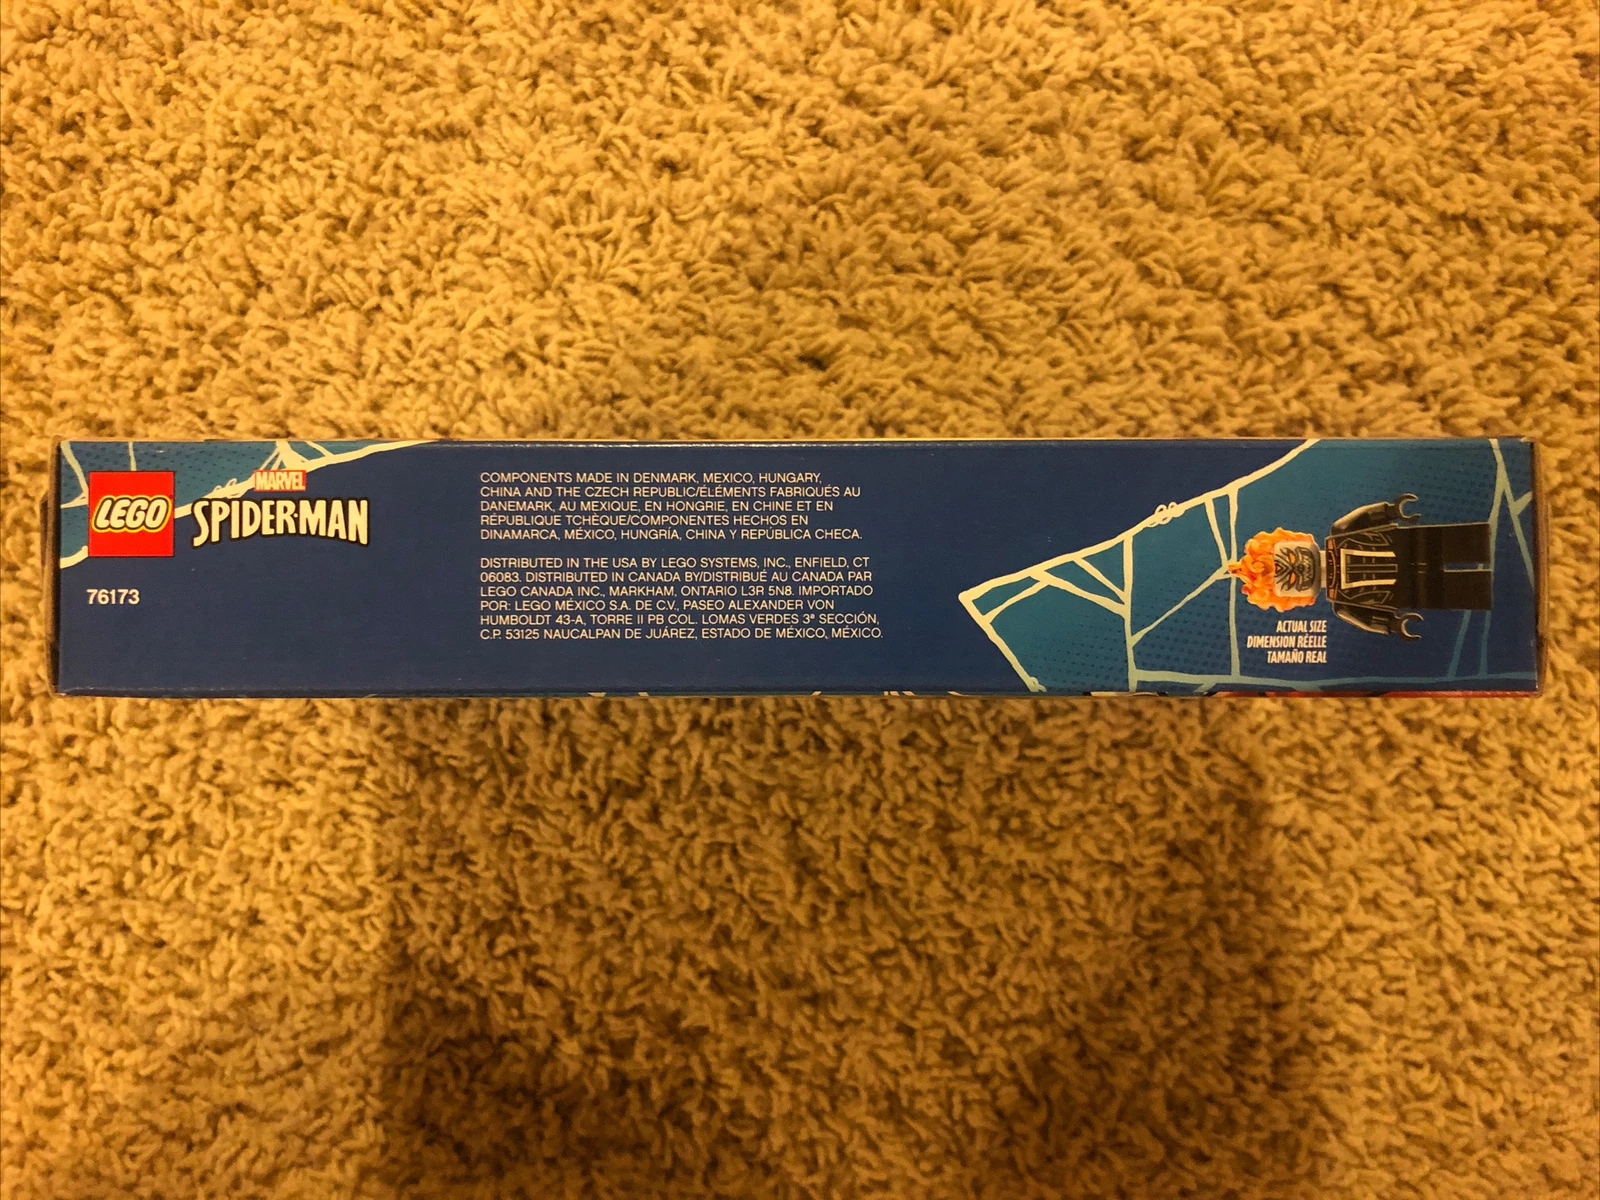 LEGO
MARVEL
SPIDER-MAN
76173
COMPONENTS MADE IN DENMARK, MEXICO, HUNGARY,
CHINA AND THE CZECH REPUBLIC/ÉLÉMENTS FABRIQUÉS AU
DANEMARK, AU MEXIQUE, EN HONGRIE, EN CHINE ET EN
RÉPUBLIQUE TCHÈQUE/COMPONENTES HECHOS EN
DINAMARCA, MÉXICO, HUNGRÍA, CHINA Y REPÚBLICA CHECA.
DISTRIBUTED IN THE USA BY LEGO SYSTEMS, INC., ENFIELD, CT
06083. DISTRIBUTED IN CANADA BY/DISTRIBUÉ AU CANADA PAR
LEGO CANADA INC., MARKHAM, ONTARIO L3R 5N8. IMPORTADO
POR: LEGO MÉXICO S.A. DE C.V., PASEO ALEXANDER VON
HUMBOLDT 43-A, TORRE II PB COL. LOMAS VERDES 3ª SECCIÓN,
C.P. 53125 NAUCALPAN DE JUÁREZ, ESTADO DE MÉXICO, MÉXICO.
ACTUAL SIZE
DIMENSION RÉELLE
TAMAÑO REAL